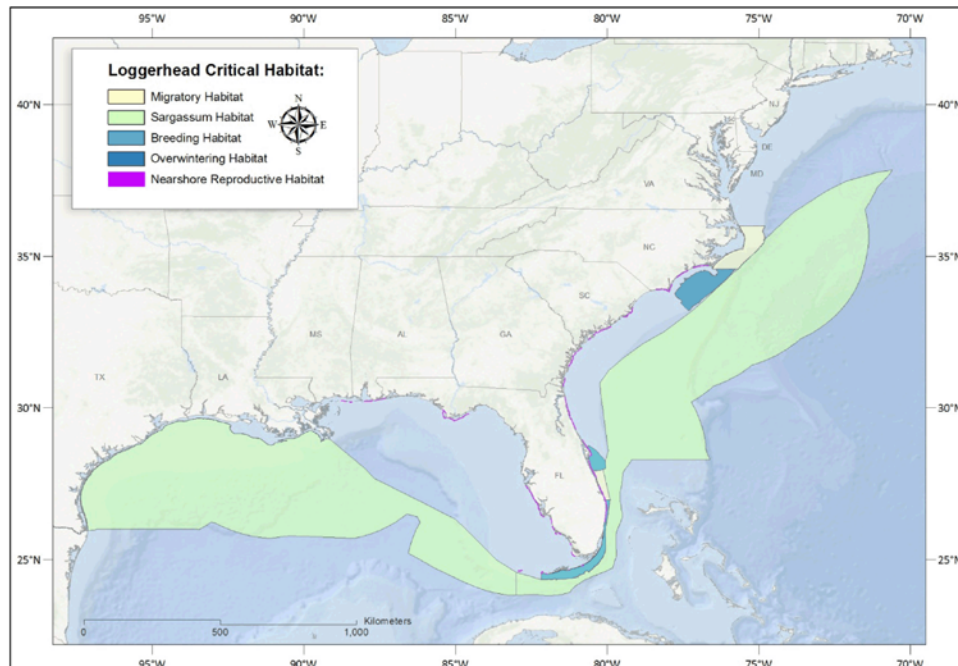 95°W 90°W 85°W 80°W 75°W 70°W
Loggerhead Critical Habitat:
Migratory Habitat
Sargassum Habitat
Breeding Habitat
Overwintering Habitat
Nearshore Reproductive Habitat
N
W E
S
40°N 40°N
NJ
DE
MD
VA
35°N 35°N
NC
SC
MS AL GA
TX LA
30°N 30°N
FL
25°N 25°N
Kilometers
0 500 1,000
95°W 90°W 85°W 80°W 75°W 70°W